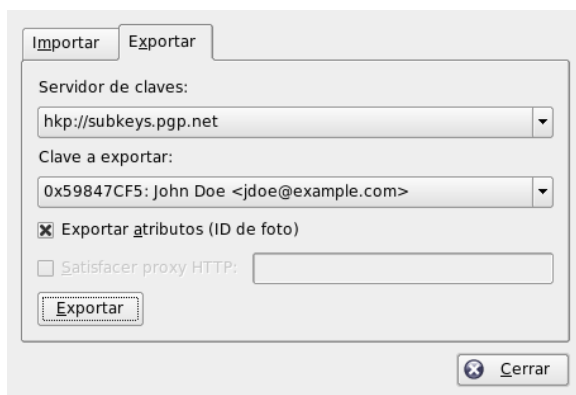 Importar
Exportar
Servidor de claves:
hkp://subkeys.pgp.net
Clave a exportar:
0x59847CF5: John Doe <jdoe@example.com>
Exportar atributos (ID de foto)
Satisfacer proxy HTTP:
Exportar
Cerrar